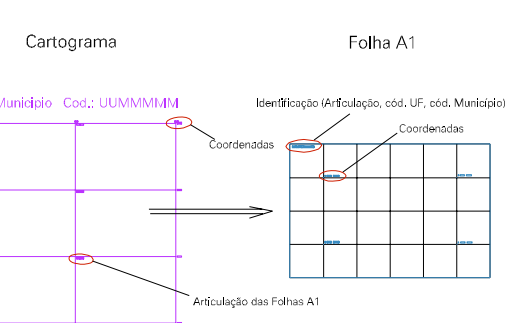 Cartograma
Folha A1
Município Cod.: UUMMMMM
Identificação (Articulação, cód. UF, cód. Município)
Coordenadas
Coordenadas
Articulação das Folhas A1